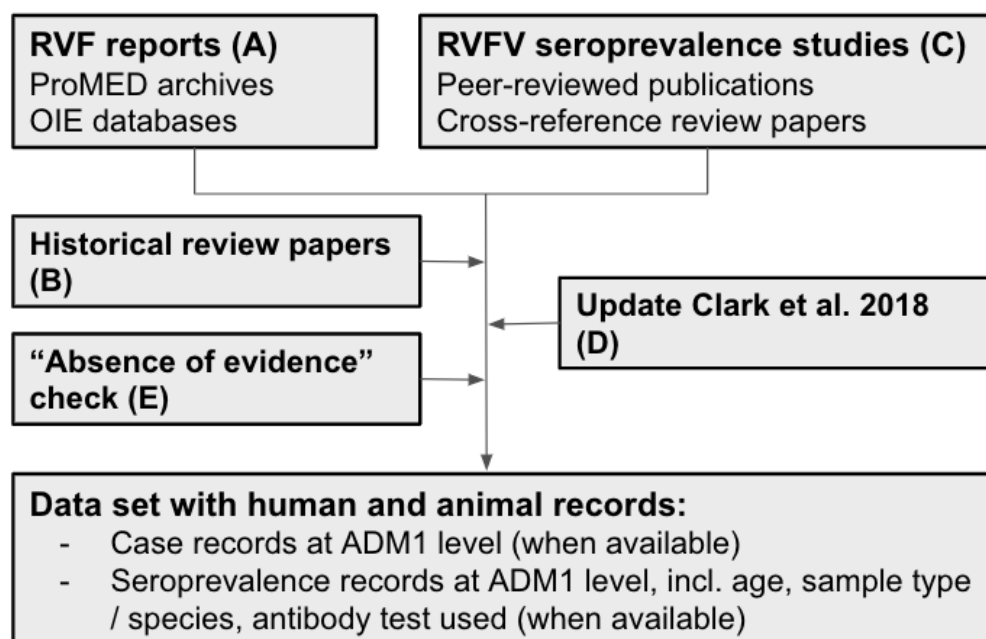 RVF reports (A)
ProMED archives
OIE databases
RVFV seroprevalence studies (C)
Peer-reviewed publications
Cross-reference review papers
Historical review papers
(B)
Update Clark et al. 2018
(D)
“Absence of evidence”
check (E)
Data set with human and animal records:
- Case records at ADM1 level (when available)
- Seroprevalence records at ADM1 level, incl. age, sample type
/ species, antibody test used (when available)